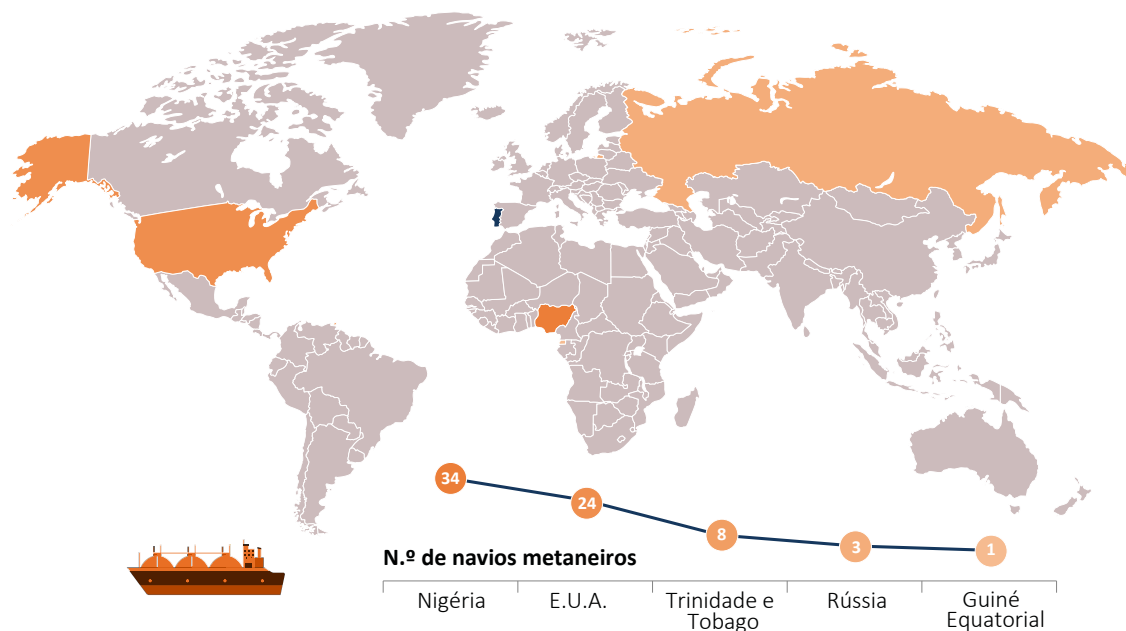 34
24
8
3
1
N.º de navios metaneiros
Nigéria
E.U.A.
Trinidade e
Tobago
Rússia
Guiné
Equatorial